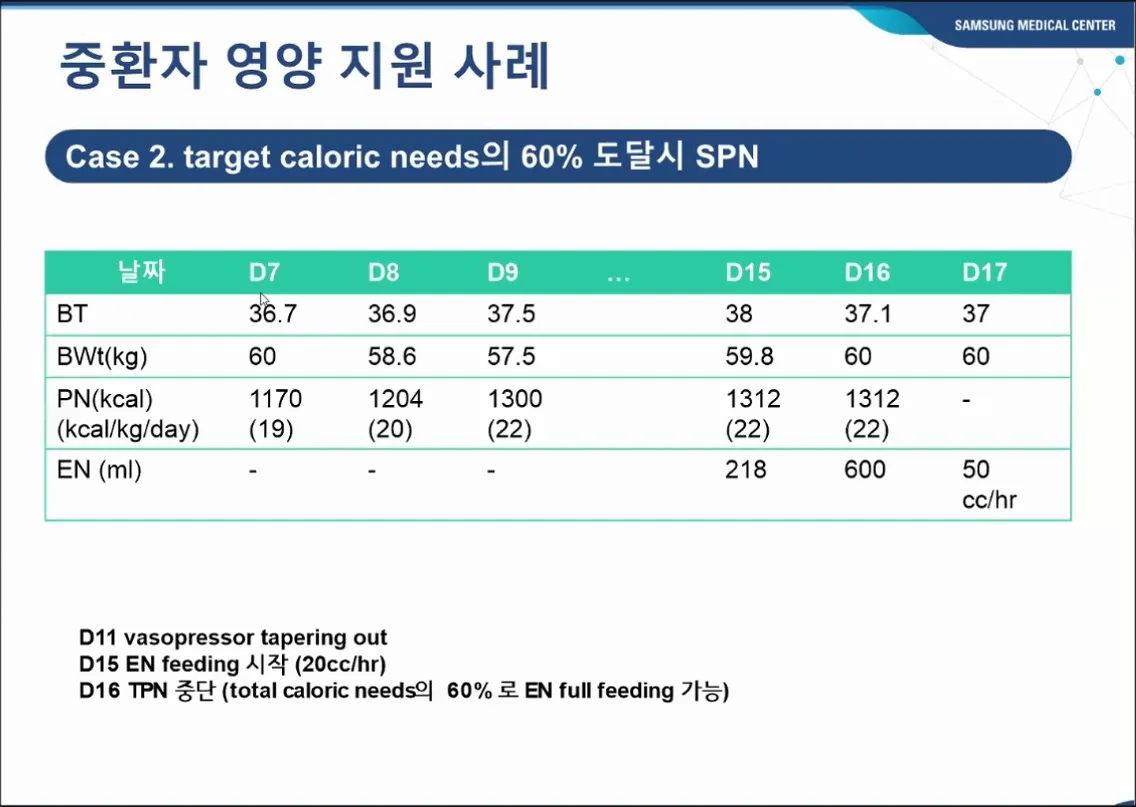 SAMSUNG MEDICAL CENTER
중환자 영양 지원 사례
Case 2. target caloric needs의 60% 도달시 SPN
날짜 D7 D8 D9 ... D15 D16 D17
BT 36.7 36.9 37.5 38 37.1 37
BWt(kg) 60 58.6 57.5 59.8 60 60
PN(kcal) 1170 1204 1300 1312 1312 -
(kcal/kg/day) (19) (20) (22) (22) (22)
EN (ml) - - - 218 600 50
cc/hr
D11 vasopressor tapering out
D15 EN feeding 시작 (20cc/hr)
D16 TPN 중단 (total caloric needs의 60% 로 EN full feeding 가능)